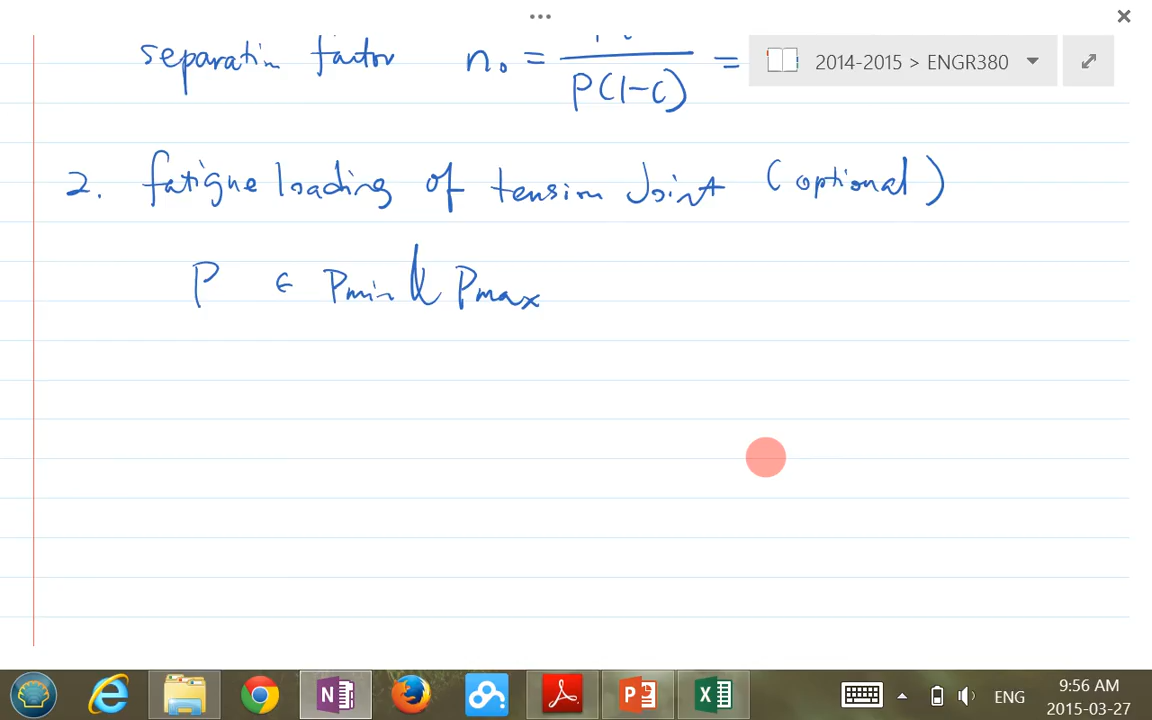 separatin factor n₀ = P(1-C) =
2014-2015 > ENGR380
2. fatigue loading of tension Joint (optional)
P ∈ Pmin & Pmax
ENG
9:56 AM
2015-03-27